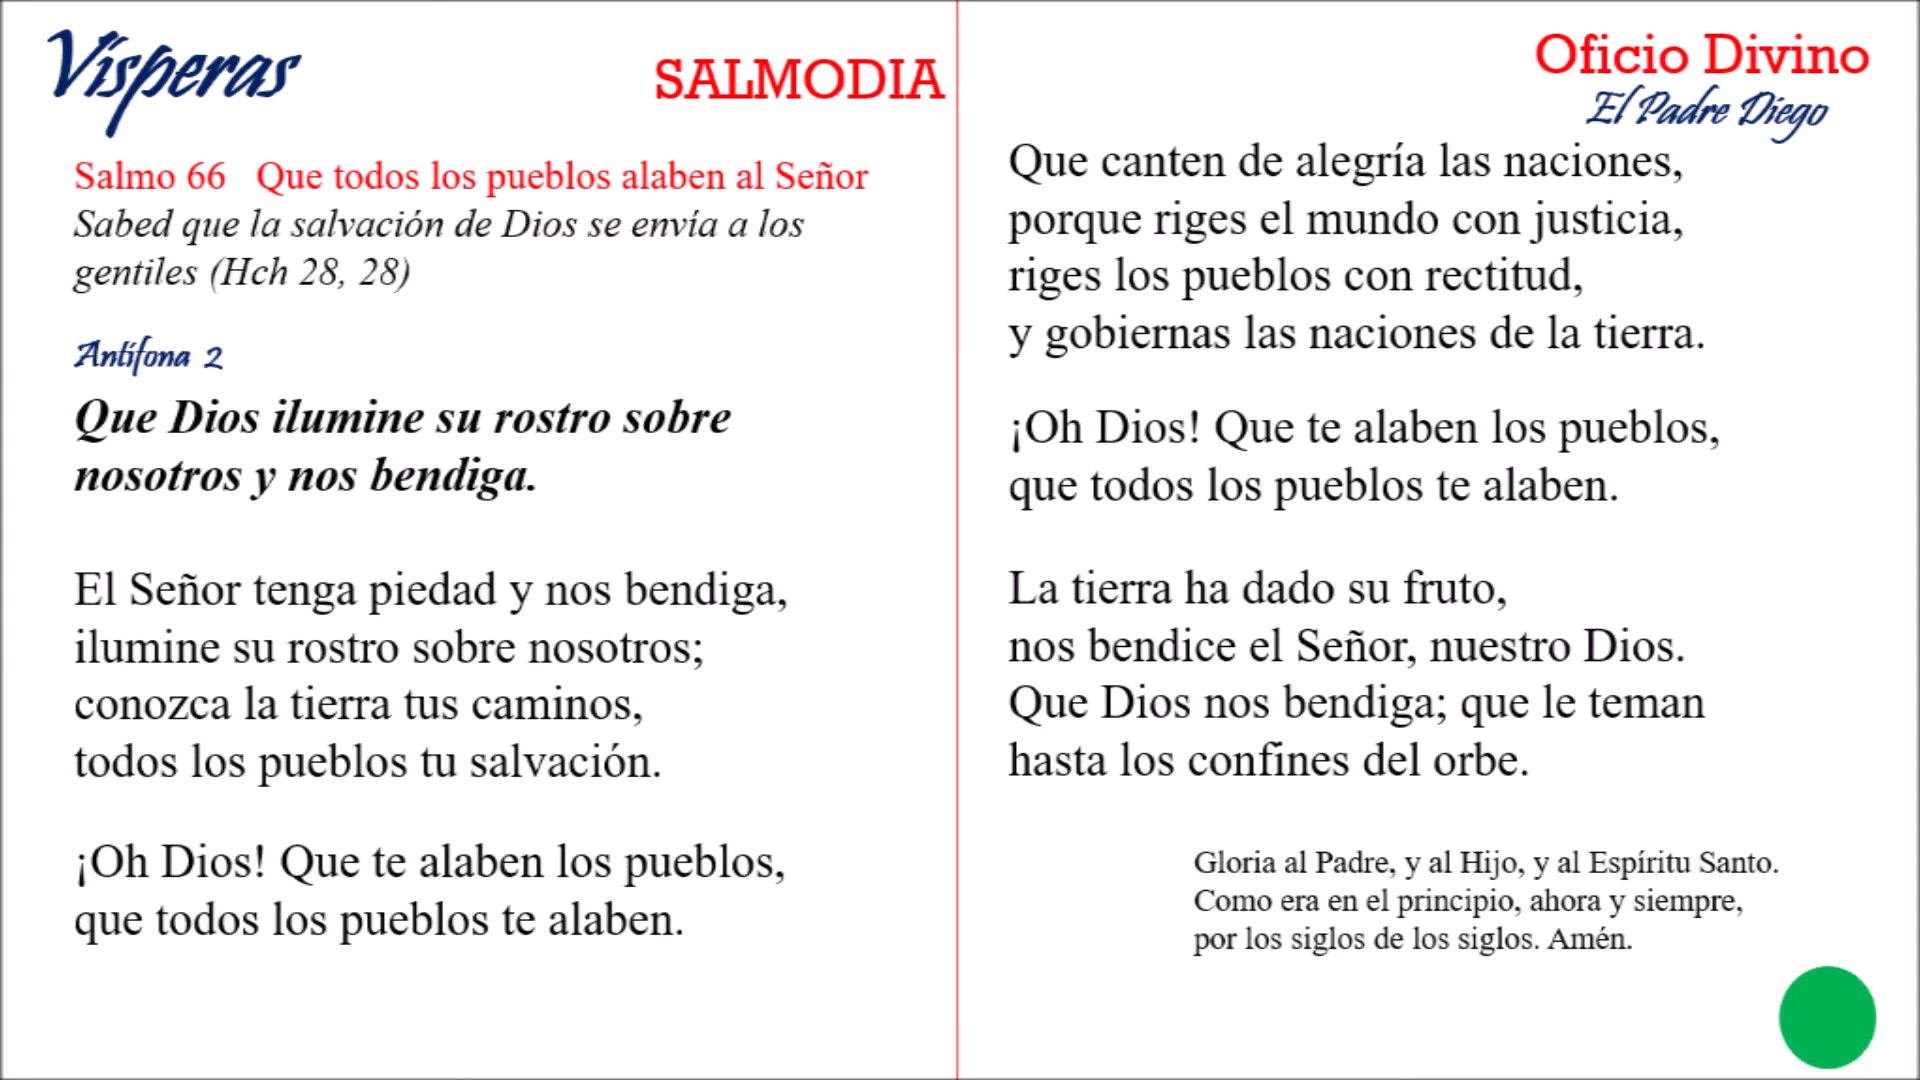 Vísperas
SALMODIA
Salmo 66 Que todos los pueblos alaben al Señor
Sabed que la salvación de Dios se envía a los
gentiles (Hch 28, 28)
Antífona 2
Que Dios ilumine su rostro sobre
nosotros y nos bendiga.
El Señor tenga piedad y nos bendiga,
ilumine su rostro sobre nosotros;
conozca la tierra tus caminos,
todos los pueblos tu salvación.
¡Oh Dios! Que te alaben los pueblos,
que todos los pueblos te alaben.
Oficio Divino
El Padre Diego
Que canten de alegría las naciones,
porque riges el mundo con justicia,
riges los pueblos con rectitud,
y gobiernas las naciones de la tierra.
¡Oh Dios! Que te alaben los pueblos,
que todos los pueblos te alaben.
La tierra ha dado su fruto,
nos bendice el Señor, nuestro Dios.
Que Dios nos bendiga; que le teman
hasta los confines del orbe.
Gloria al Padre, y al Hijo, y al Espíritu Santo.
Como era en el principio, ahora y siempre,
por los siglos de los siglos. Amén.